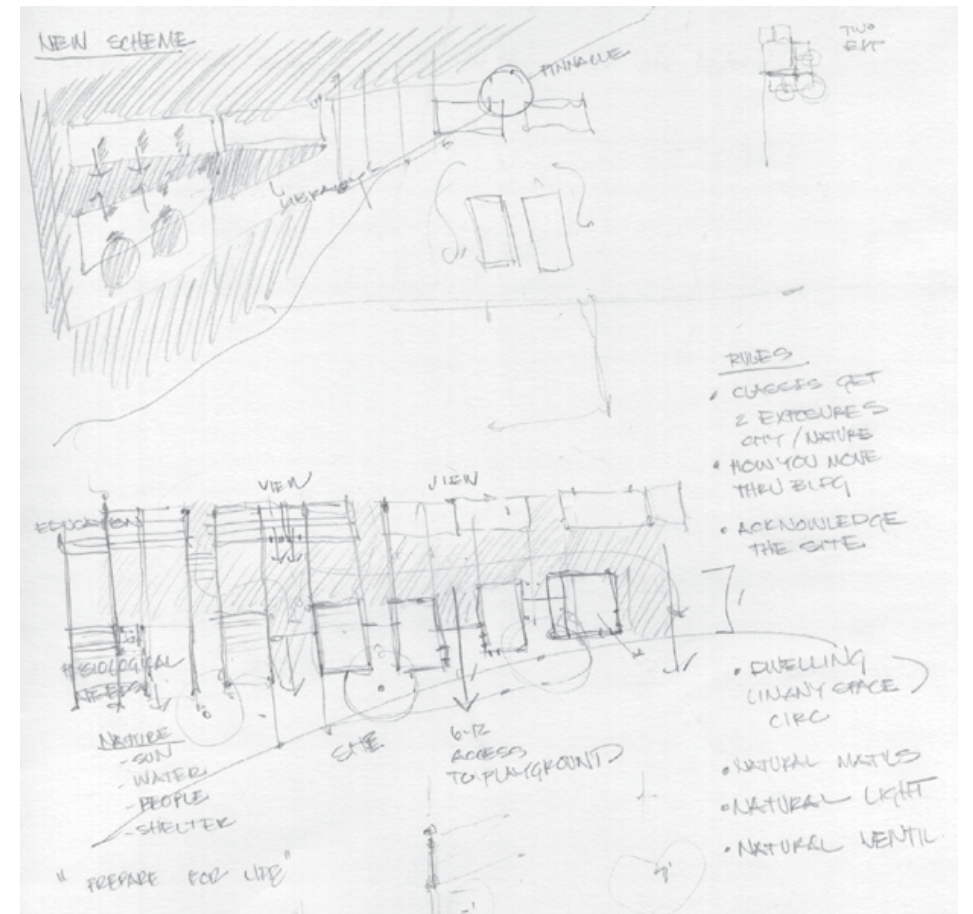 NEW SCHEME
TWO
PINNACLE
LIBRARY
RULES
• CLASSES GET
2 EXPOSURES
CITY / NATURE
• HOW YOU MOVE
THRU BLDG
• ACKNOWLEDGE
THE SITE
VIEW
VIEW
EDUCATION
NEEDS
NATURE
- SUN
- WATER
- PEOPLE
- SHELTER
SITE
6-12
ACCESS
TO PLAYGROUND
• DWELLING
(IN ANY SPACE)
CIRC
• NATURAL MAT'LS
• NATURAL LIGHT
• NATURAL VENTIL
"PREPARE FOR LIFE"